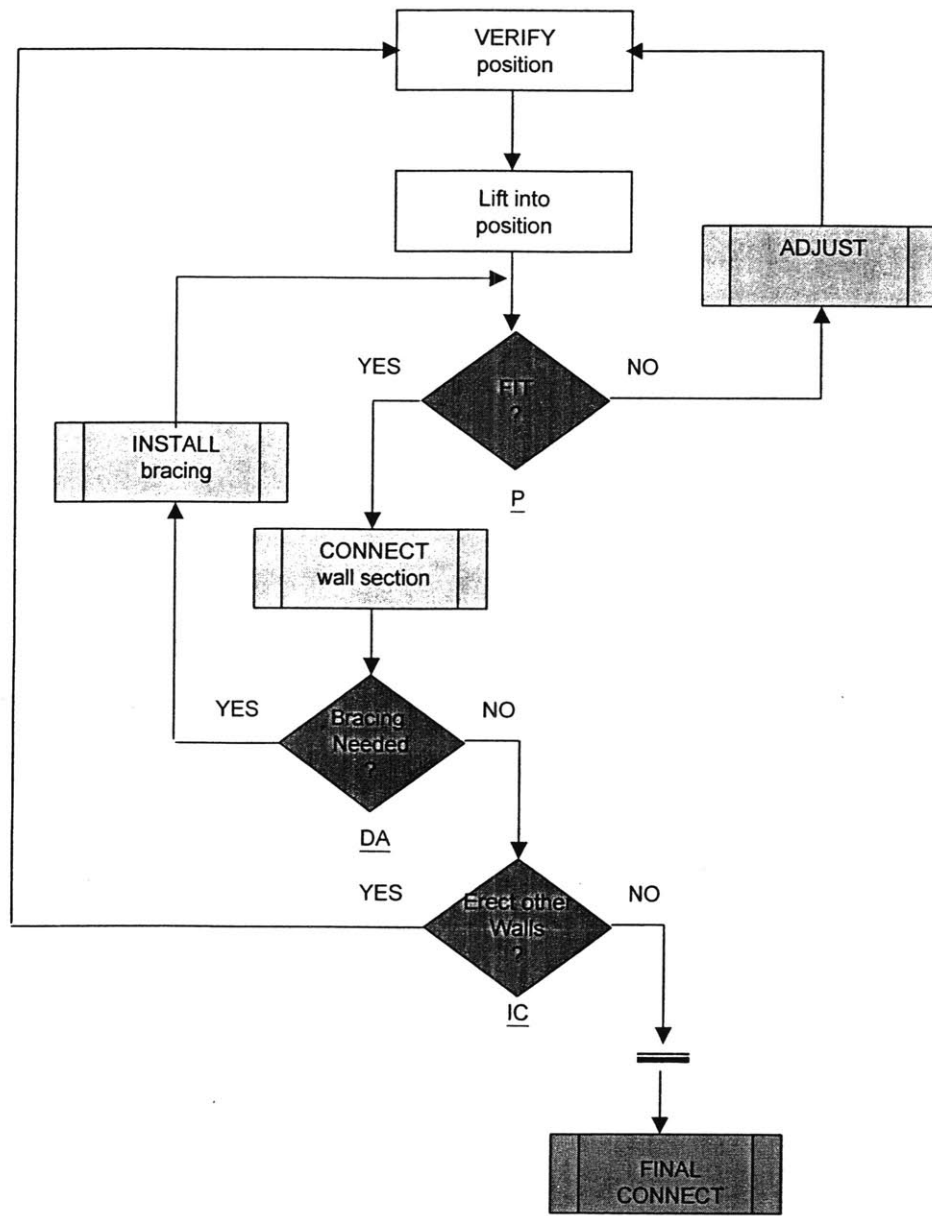 VERIFY
position
Lift into
position
ADJUST
YES
NO
FIT
?
INSTALL
bracing
P
CONNECT
wall section
YES
NO
Bracing
Needed
?
DA
YES
NO
Erect other
Walls
?
IC
FINAL
CONNECT